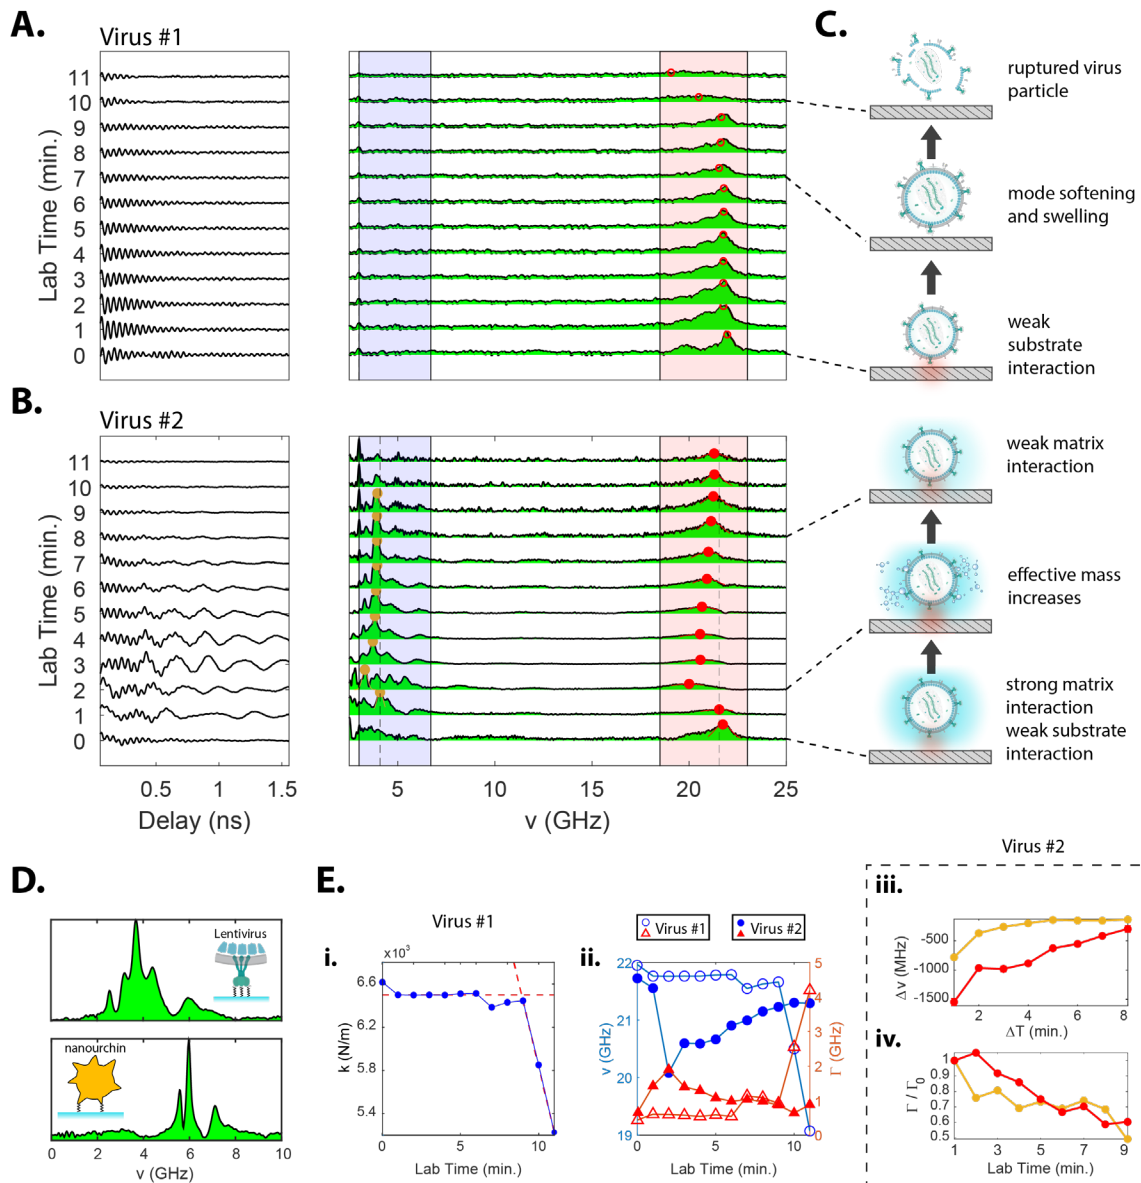 A.
Virus #1
C.
11
10
9
8
7
6
5
4
3
2
1
0
Lab Time (min.)
ruptured virus
particle
mode softening
and swelling
weak
substrate
interaction
B.
Virus #2
11
10
9
8
7
6
5
4
3
2
1
0
Lab Time (min.)
0.5 1 1.5
Delay (ns)
5 10 15 20 25
ν (GHz)
weak matrix
interaction
effective mass
increases
strong matrix
interaction
weak substrate
interaction
D.
Lentivirus
nanourchin
0 2 4 6 8 10
ν (GHz)
E.
Virus #1
i.
×10³
6.6
6.2
5.8
5.4
k (N/m)
0 5 10
Lab Time (min.)
Virus #1
Virus #2
ii.
22
21
20
19
ν (GHz)
5
4
3
2
1
0
Γ (GHz)
0 5 10
Lab Time (min.)
Virus #2
iii.
-500
-1000
-1500
Δν (MHz)
2 4 6 8
ΔT (min.)
iv.
1
0.9
0.8
0.7
0.6
0.5
Γ / Γ0
1 3 5 7 9
Lab Time (min.)